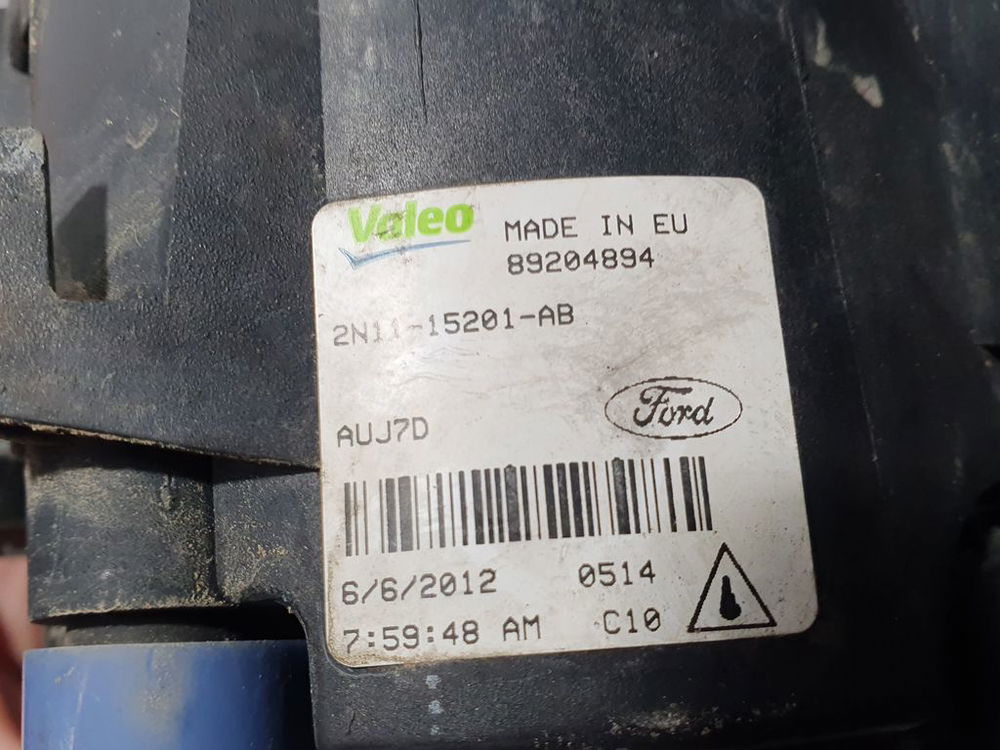 Valeo
MADE IN EU
89204894
2N11-15201-AB
Ford
AUJ7D
6/6/2012 0514
7:59:48 AM C10